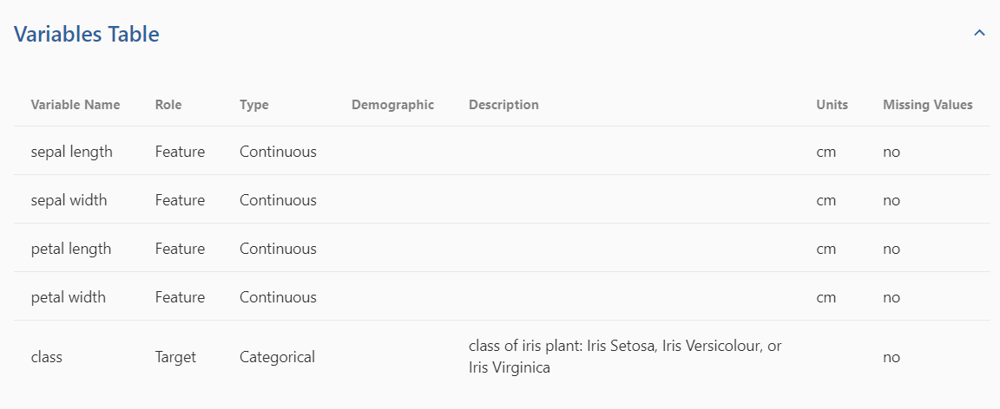 Variables Table
Variable Name Role Type Demographic Description Units Missing Values
sepal length Feature Continuous cm no
sepal width Feature Continuous cm no
petal length Feature Continuous cm no
petal width Feature Continuous cm no
class Target Categorical class of iris plant: Iris Setosa, Iris Versicolour, or no
Iris Virginica